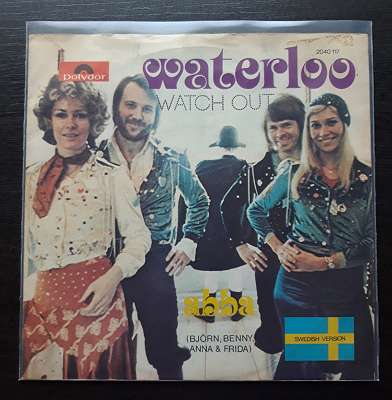 Polydor
2040 117
waterloo
WATCH OUT
abba
(BJÖRN, BENNY,
ANNA & FRIDA)
SWEDISH VERSION